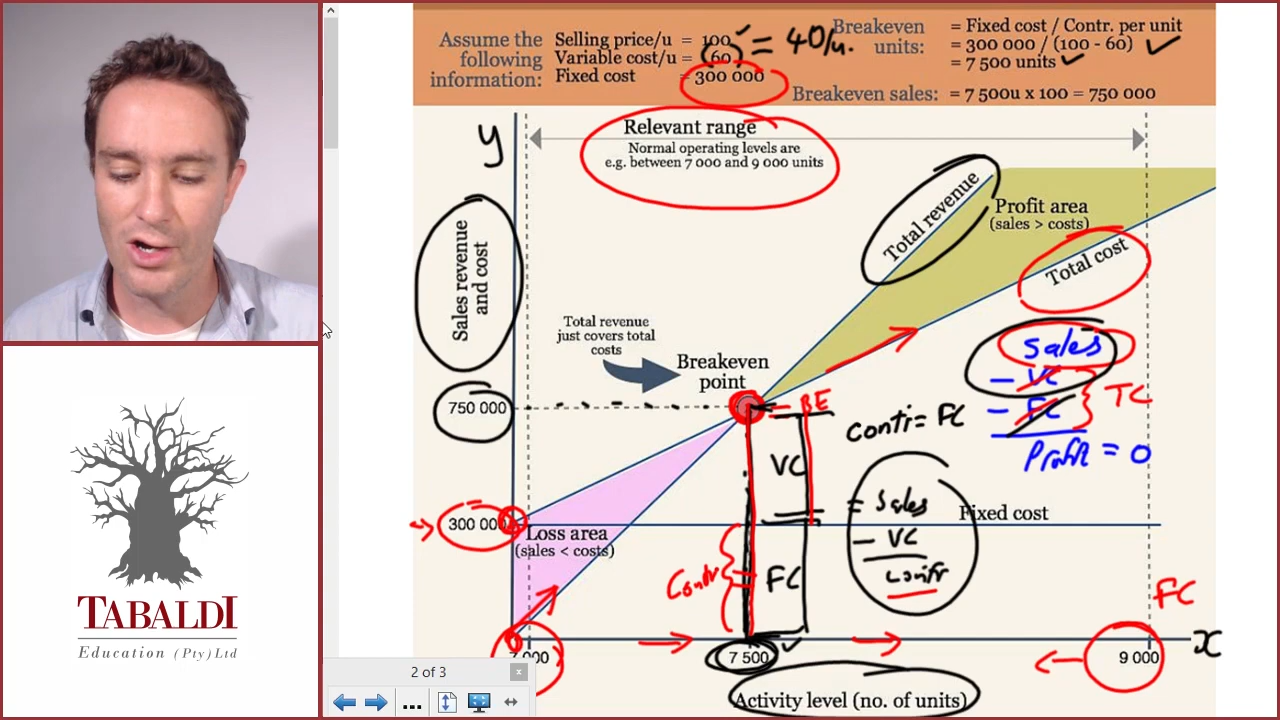 Assume the
following
information:
Selling price/u = 100
Variable cost/u = (60)
Fixed cost = 300 000
= 40/u.
Breakeven
units:
= Fixed cost / Contr. per unit
= 300 000 / (100 - 60)
= 7 500 units
Breakeven sales: = 7 500u x 100 = 750 000
y
Relevant range
Normal operating levels are
e.g. between 7 000 and 9 000 units
Sales revenue
and cost
Total revenue
Profit area
(sales > costs)
Total cost
Total revenue
just covers total
costs
Breakeven
point
Sales
- VC
- FC
TC
Profit = 0
750 000
BE
Contr = FC
VC
= Sales
- VC
Contr
300 000
Fixed cost
Loss area
(sales < costs)
Contr
FC
FC
7 500
9 000
x
Activity level (no. of units)
TABALDI
Education (Pty) Ltd
2 of 3